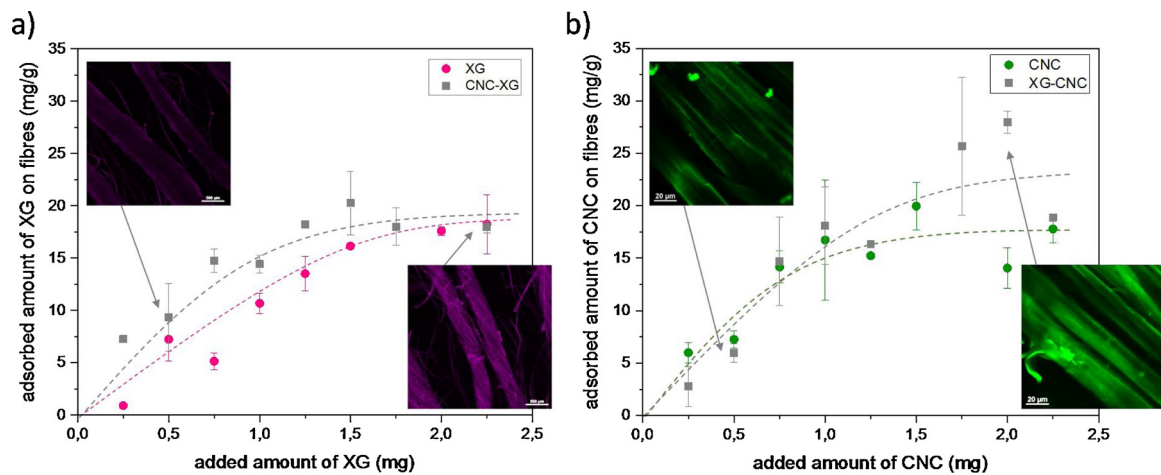 a)
adsorbed amount of XG on fibres (mg/g)
35
30
25
20
15
10
5
0
0,0
0,5
1,0
1,5
2,0
2,5
added amount of XG (mg)
XG
CNC-XG
b)
adsorbed amount of CNC on fibres (mg/g)
35
30
25
20
15
10
5
0
0,0
0,5
1,0
1,5
2,0
added amount of CNC (mg)
CNC
XG-CNC
20 µm
20 µm